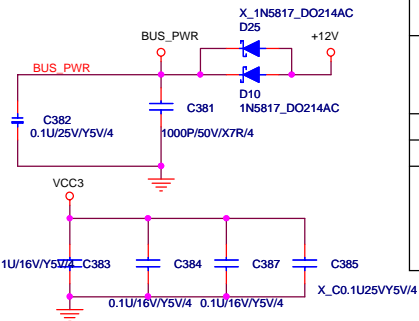 X_1N5817_DO214AC
D25
BUS_PWR
+12V
BUS_PWR
D10
1N5817_DO214AC
C382
0.1U/25V/Y5V/4
C381
1000P/50V/X7R/4
VCC3
1U/16V/Y5V/4
C383
C384
C387
C385
0.1U/16V/Y5V/4
0.1U/16V/Y5V/4
X_C0.1U25VY5V/4